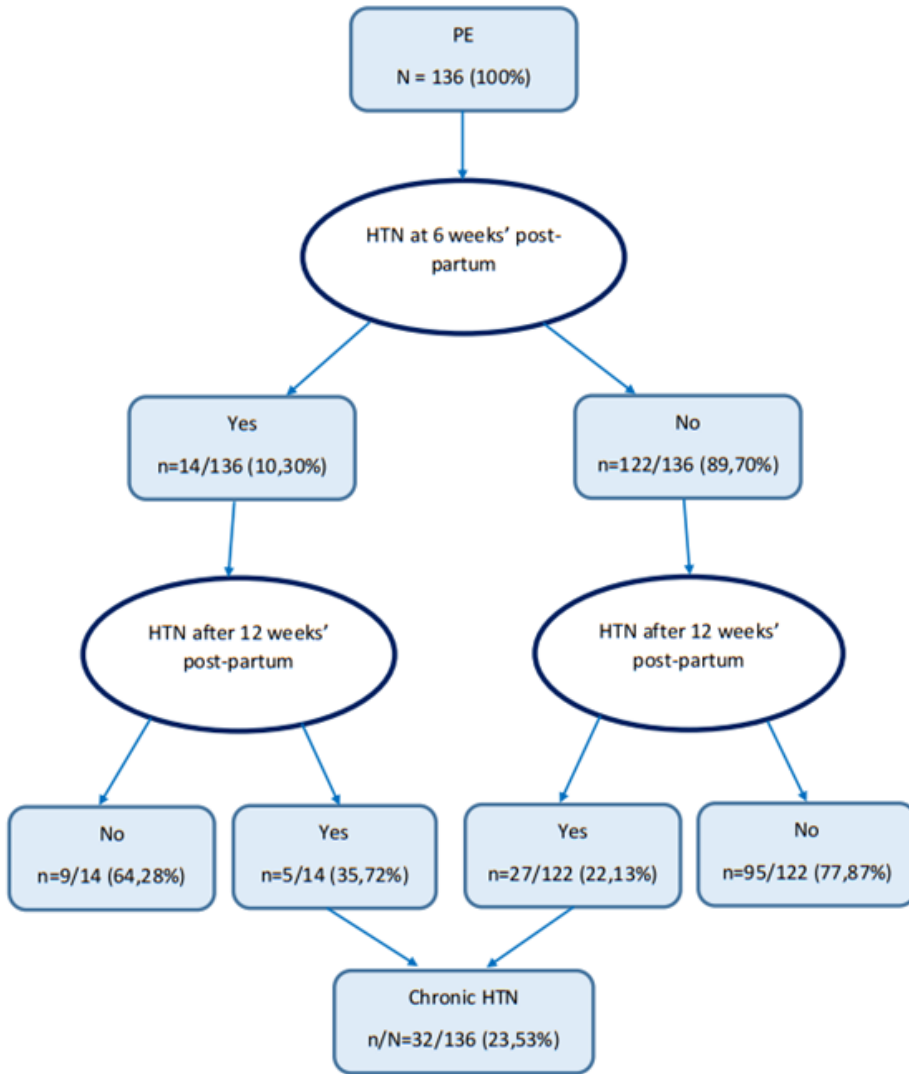 PE
N = 136 (100%)
HTN at 6 weeks' post-
partum
Yes
n=14/136 (10,30%)
No
n=122/136 (89,70%)
HTN after 12 weeks'
post-partum
HTN after 12 weeks'
post-partum
No
n=9/14 (64,28%)
Yes
n=5/14 (35,72%)
Yes
n=27/122 (22,13%)
No
n=95/122 (77,87%)
Chronic HTN
n/N=32/136 (23,53%)